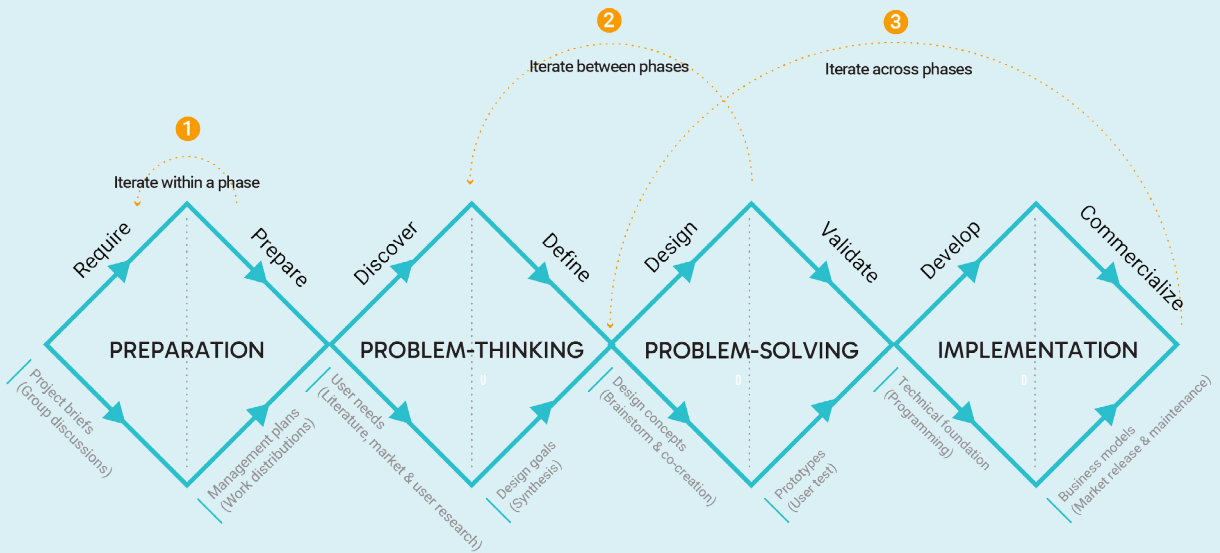 2
3
Iterate between phases
Iterate across phases
1
Iterate within a phase
Require
Prepare
Discover
Define
Design
Validate
Develop
Commercialize
PREPARATION
PROBLEM-THINKING
PROBLEM-SOLVING
IMPLEMENTATION
Project briefs
(Group discussions)
Management plans
(Work distributions)
User needs
(Literature, market & user research)
Design goals
(Synthesis)
Design concepts
(Brainstorm & co-creation)
Prototypes
(User test)
Technical foundation
(Programming)
Business models
(Market release & maintenance)